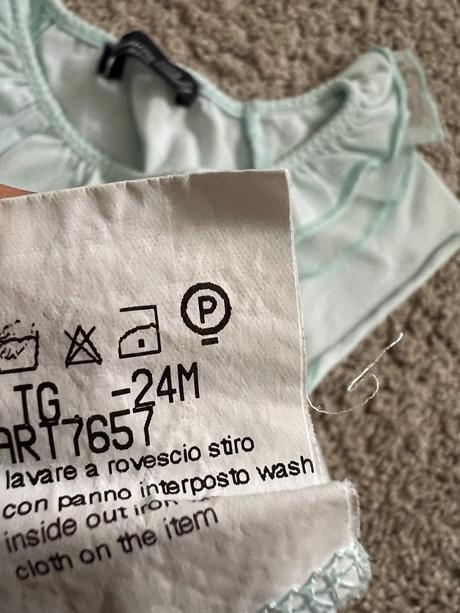 P
TG -24M
ART7657
lavare a rovescio stiro
con panno interposto wash
inside out iron
cloth on the item